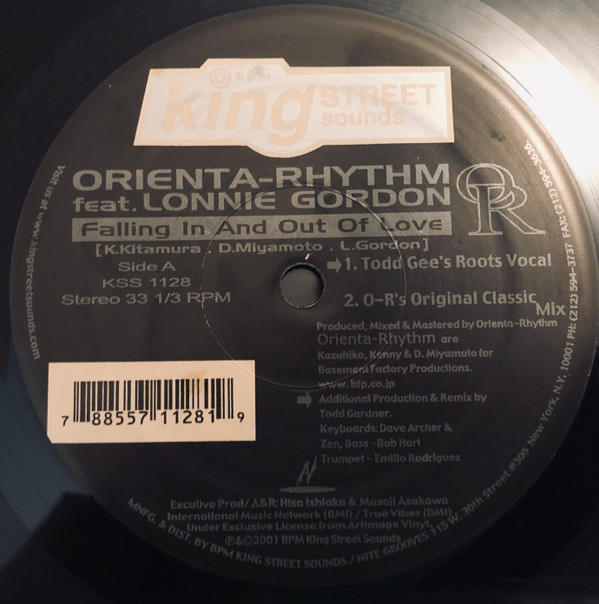 king STREET
sounds
ORIENTA-RHYTHM
feat. LONNIE GORDON
OR
Falling In And Out Of Love
[ K.Kitamura . D.Miyamoto . L.Gordon ]
Side A
KSS 1128
Stereo 33 1/3 RPM
1. Todd Gee's Roots Vocal
2. O-R's Original Classic Mix
Produced, Mixed & Mastered by Orienta-Rhythm
Orienta-Rhythm are
Kazuhiko, Kenny & D. Miyamoto for
Basement Factory Productions.
www.bfp.co.jp
Additional Production & Remix by
Todd Gardner.
Keyboards: Dave Archer &
Zen, Bass - Bob Hart
Trumpet - Emilio Rodriguez
7 88557 11281 9
Excutive Prod/ A&R: Hisa Ishioka & Masaji Asakawa
International Music Network (BMI) / True Vibes (BMI)
Under Exclusive License from Artimage Vinyl.
℗&©2001 BPM King Street Sounds
Visit us at www.kingstreetsounds.com
MNFG. & DIST. BY BPM KING STREET SOUNDS / NITE GROOVES 115 W. 30th Street #306 New York, N.Y. 10001 PH: (212) 594-3737 FAX: (212) 594-3636.